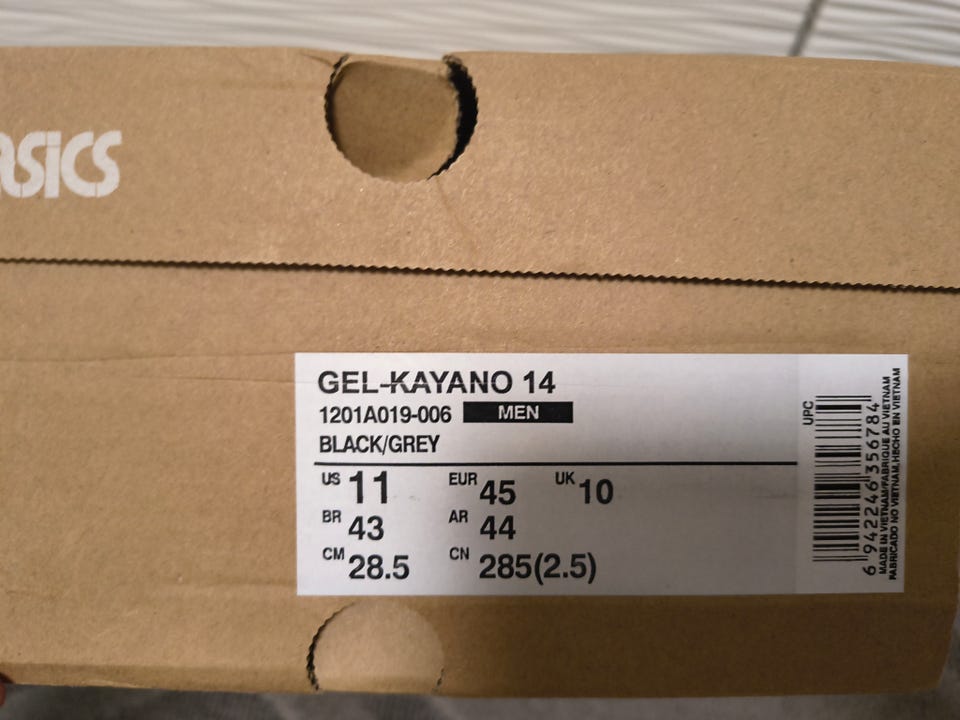 ASICS
GEL-KAYANO 14
1201A019-006 MEN
BLACK/GREY
US 11 EUR 45 UK 10
BR 43 AR 44
CM 28.5 CN 285(2.5)
UPC
6 942246 356784
MADE IN VIETNAM/FABRIQUE AU VIETNAM
FABRICADO NO VIETNAM,HECHO EN VIETNAM